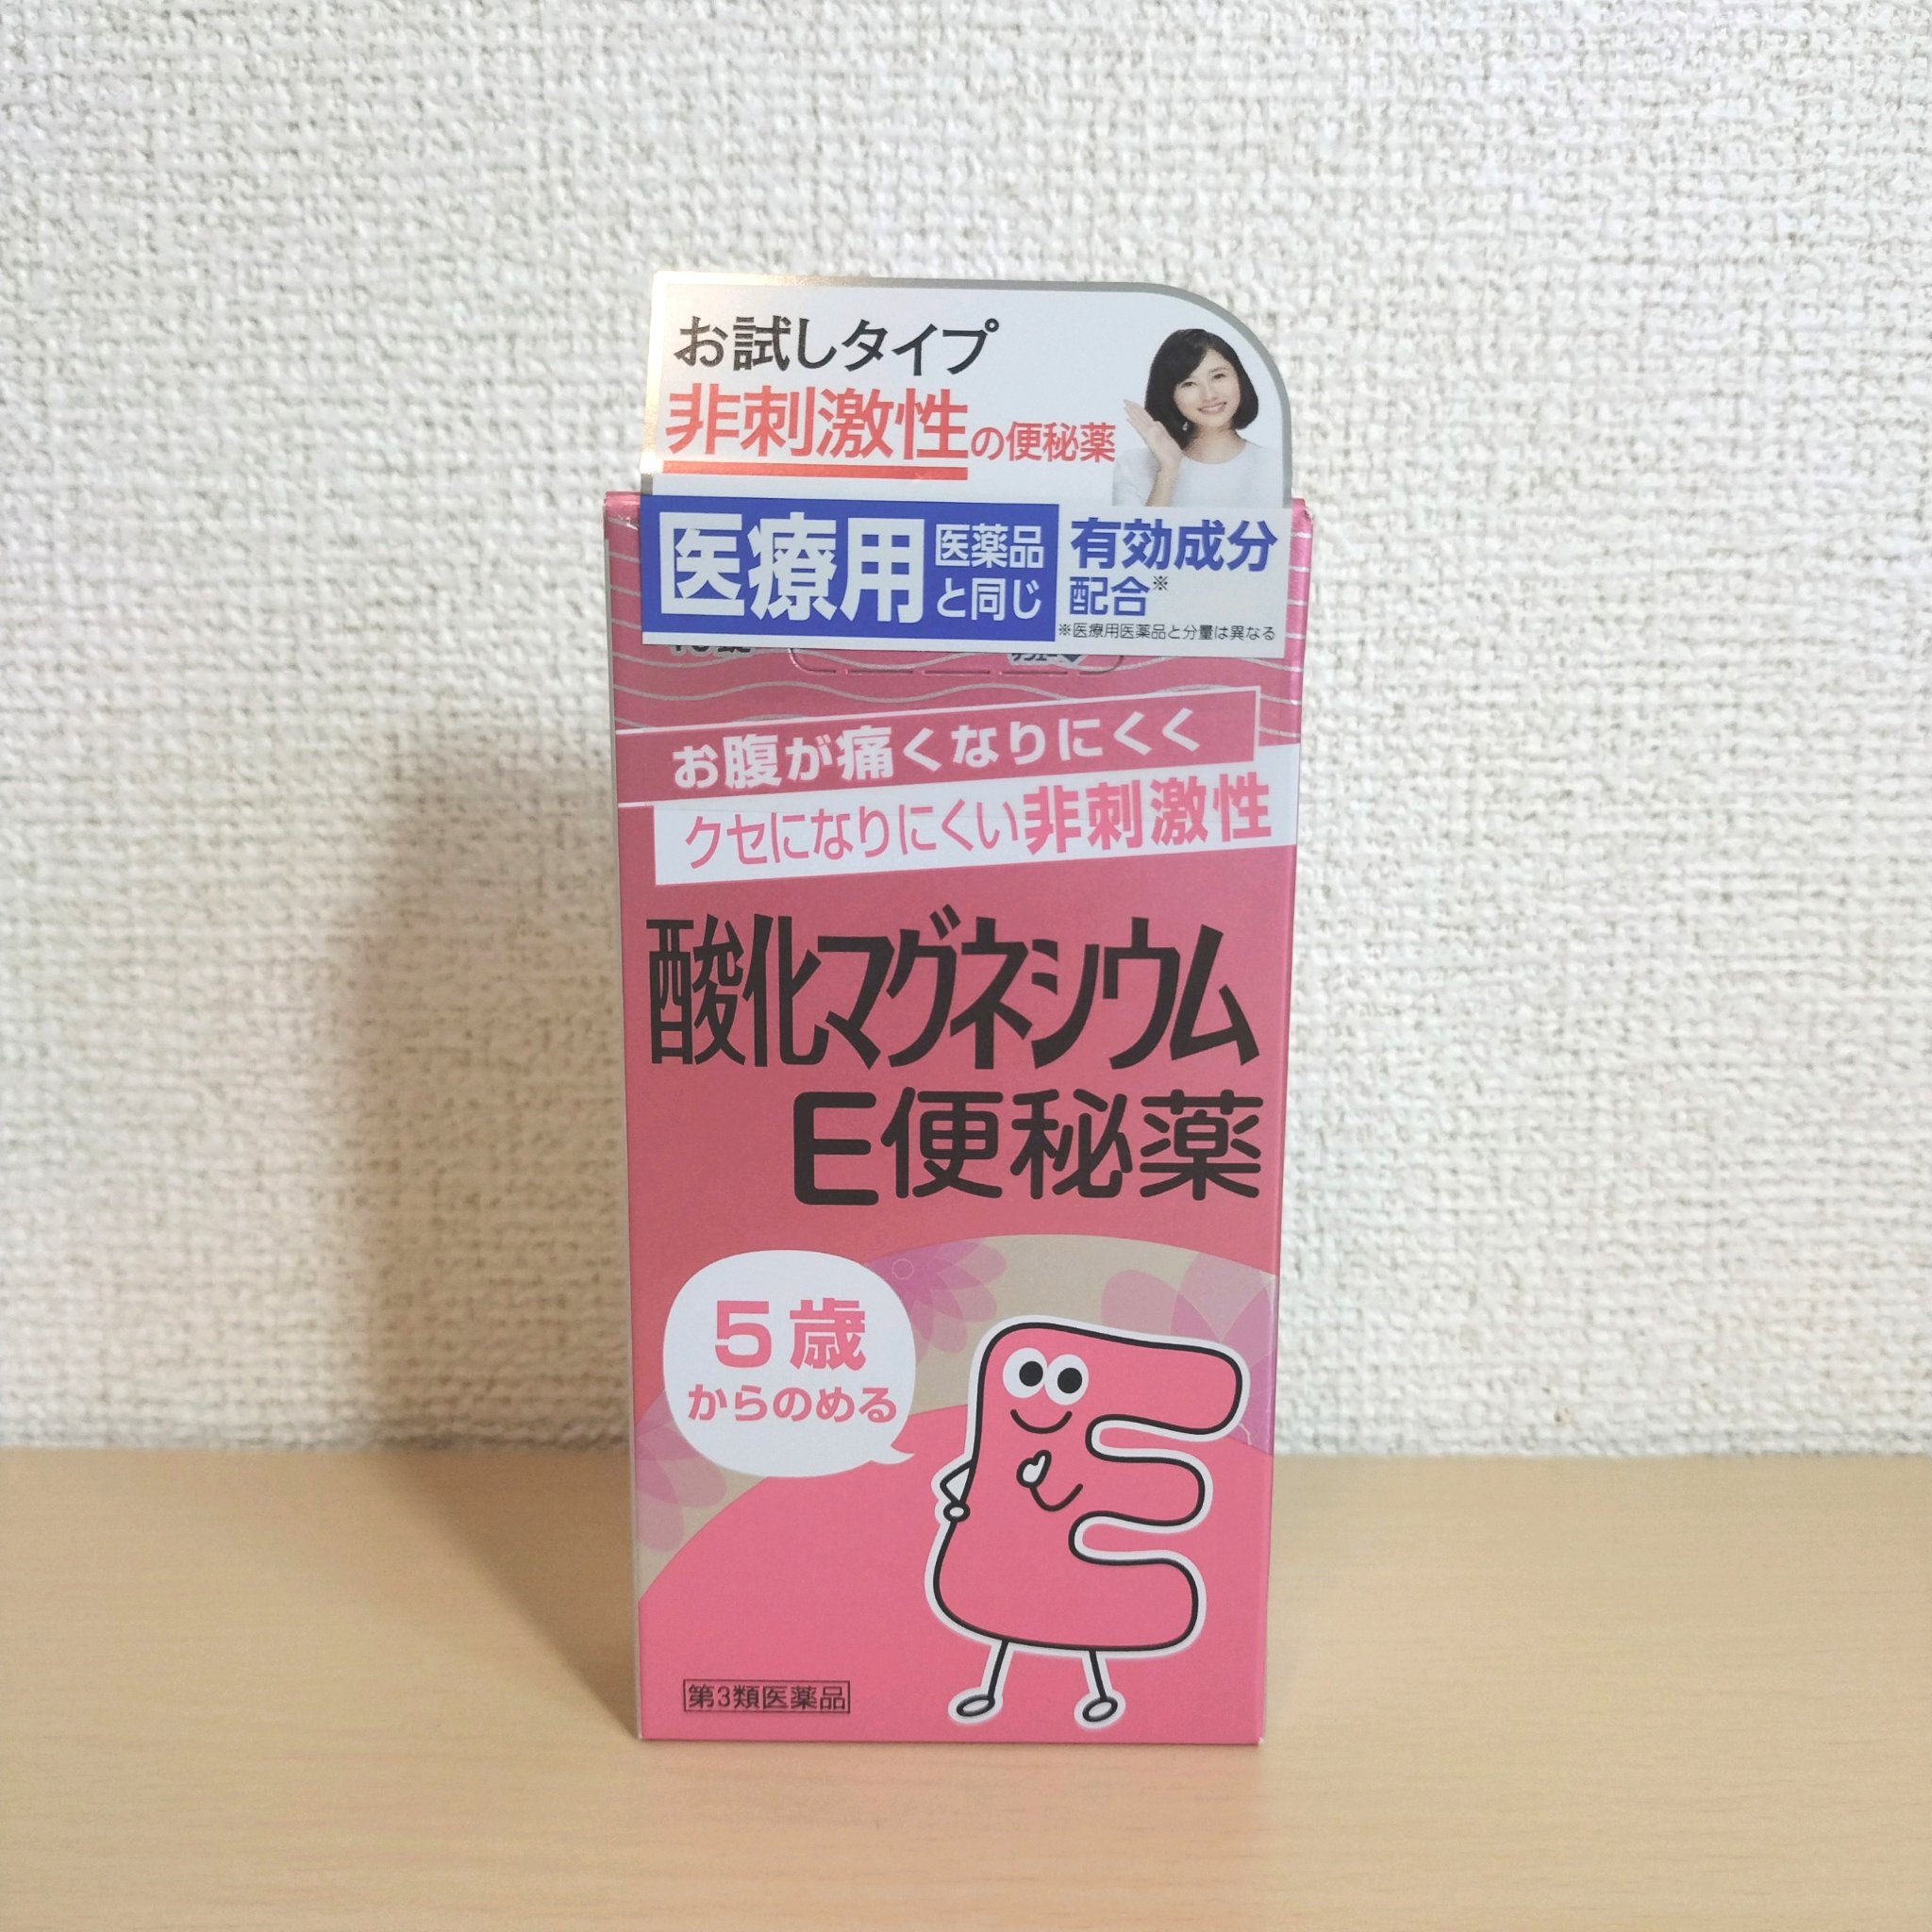 お試しタイプ
非刺激性の便秘薬
医療用医薬品と同じ
有効成分
配合※
※医療用医薬品と分量は異なる
お腹が痛くなりにくく
クセになりにくい非刺激性
酸化マグネシウム
E便秘薬
5歳
からのめる
第3類医薬品